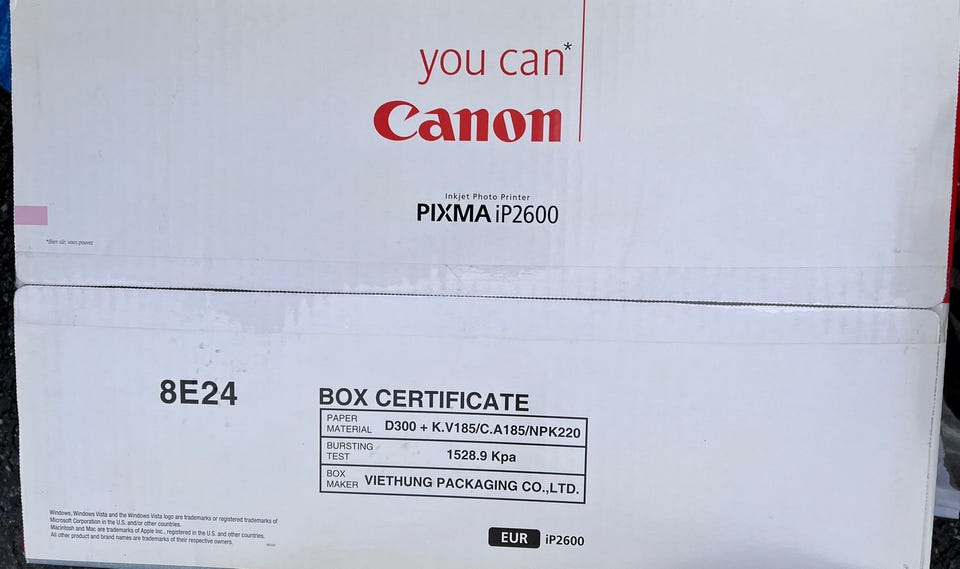 you can*
Canon
Inkjet Photo Printer
PIXMA iP2600
*Bien sûr, vous pouvez
8E24
BOX CERTIFICATE
PAPER MATERIAL D300 + K.V185/C.A185/NPK220
BURSTING TEST 1528.9 Kpa
BOX MAKER VIETHUNG PACKAGING CO.,LTD.
Windows, Windows Vista and the Windows Vista logo are trademarks or registered trademarks of
Microsoft Corporation in the U.S. and/or other countries.
Macintosh and Mac are trademarks of Apple Inc., registered in the U.S. and other countries.
All other product and brand names are trademarks of their respective owners.
EUR iP2600